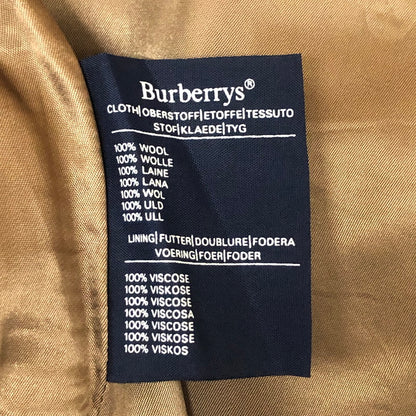 Burberrys®
CLOTH|OBERSTOFF|ETOFFE|TESSUTO
STOF|KLAEDE|TYG
100% WOOL
100% WOLLE
100% LAINE
100% LANA
100% WOL
100% ULD
100% ULL
LINING|FUTTER|DOUBLURE|FODERA
VOERING|FOER|FODER
100% VISCOSE
100% VISKOSE
100% VISCOSE
100% VISCOSA
100% VISCOSE
100% VISKOSE
100% VISKOS